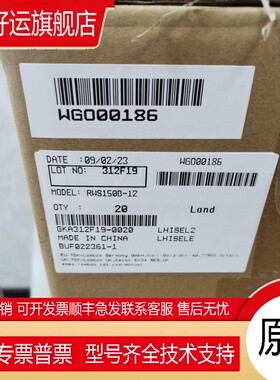 好运旗舰店
WGO00186
DATE : 09/02/23 WGO00186
LOT NO: 312F19
MODEL: RWS150B-12
QTY : 20 Land
GKA312F19-0020 LHISEL2
MADE IN CHINA LHISELE
BUF022361-1
销 可开发票顺丰急发联系客服 售后无忧
专票普票 型号齐全技术支持
原